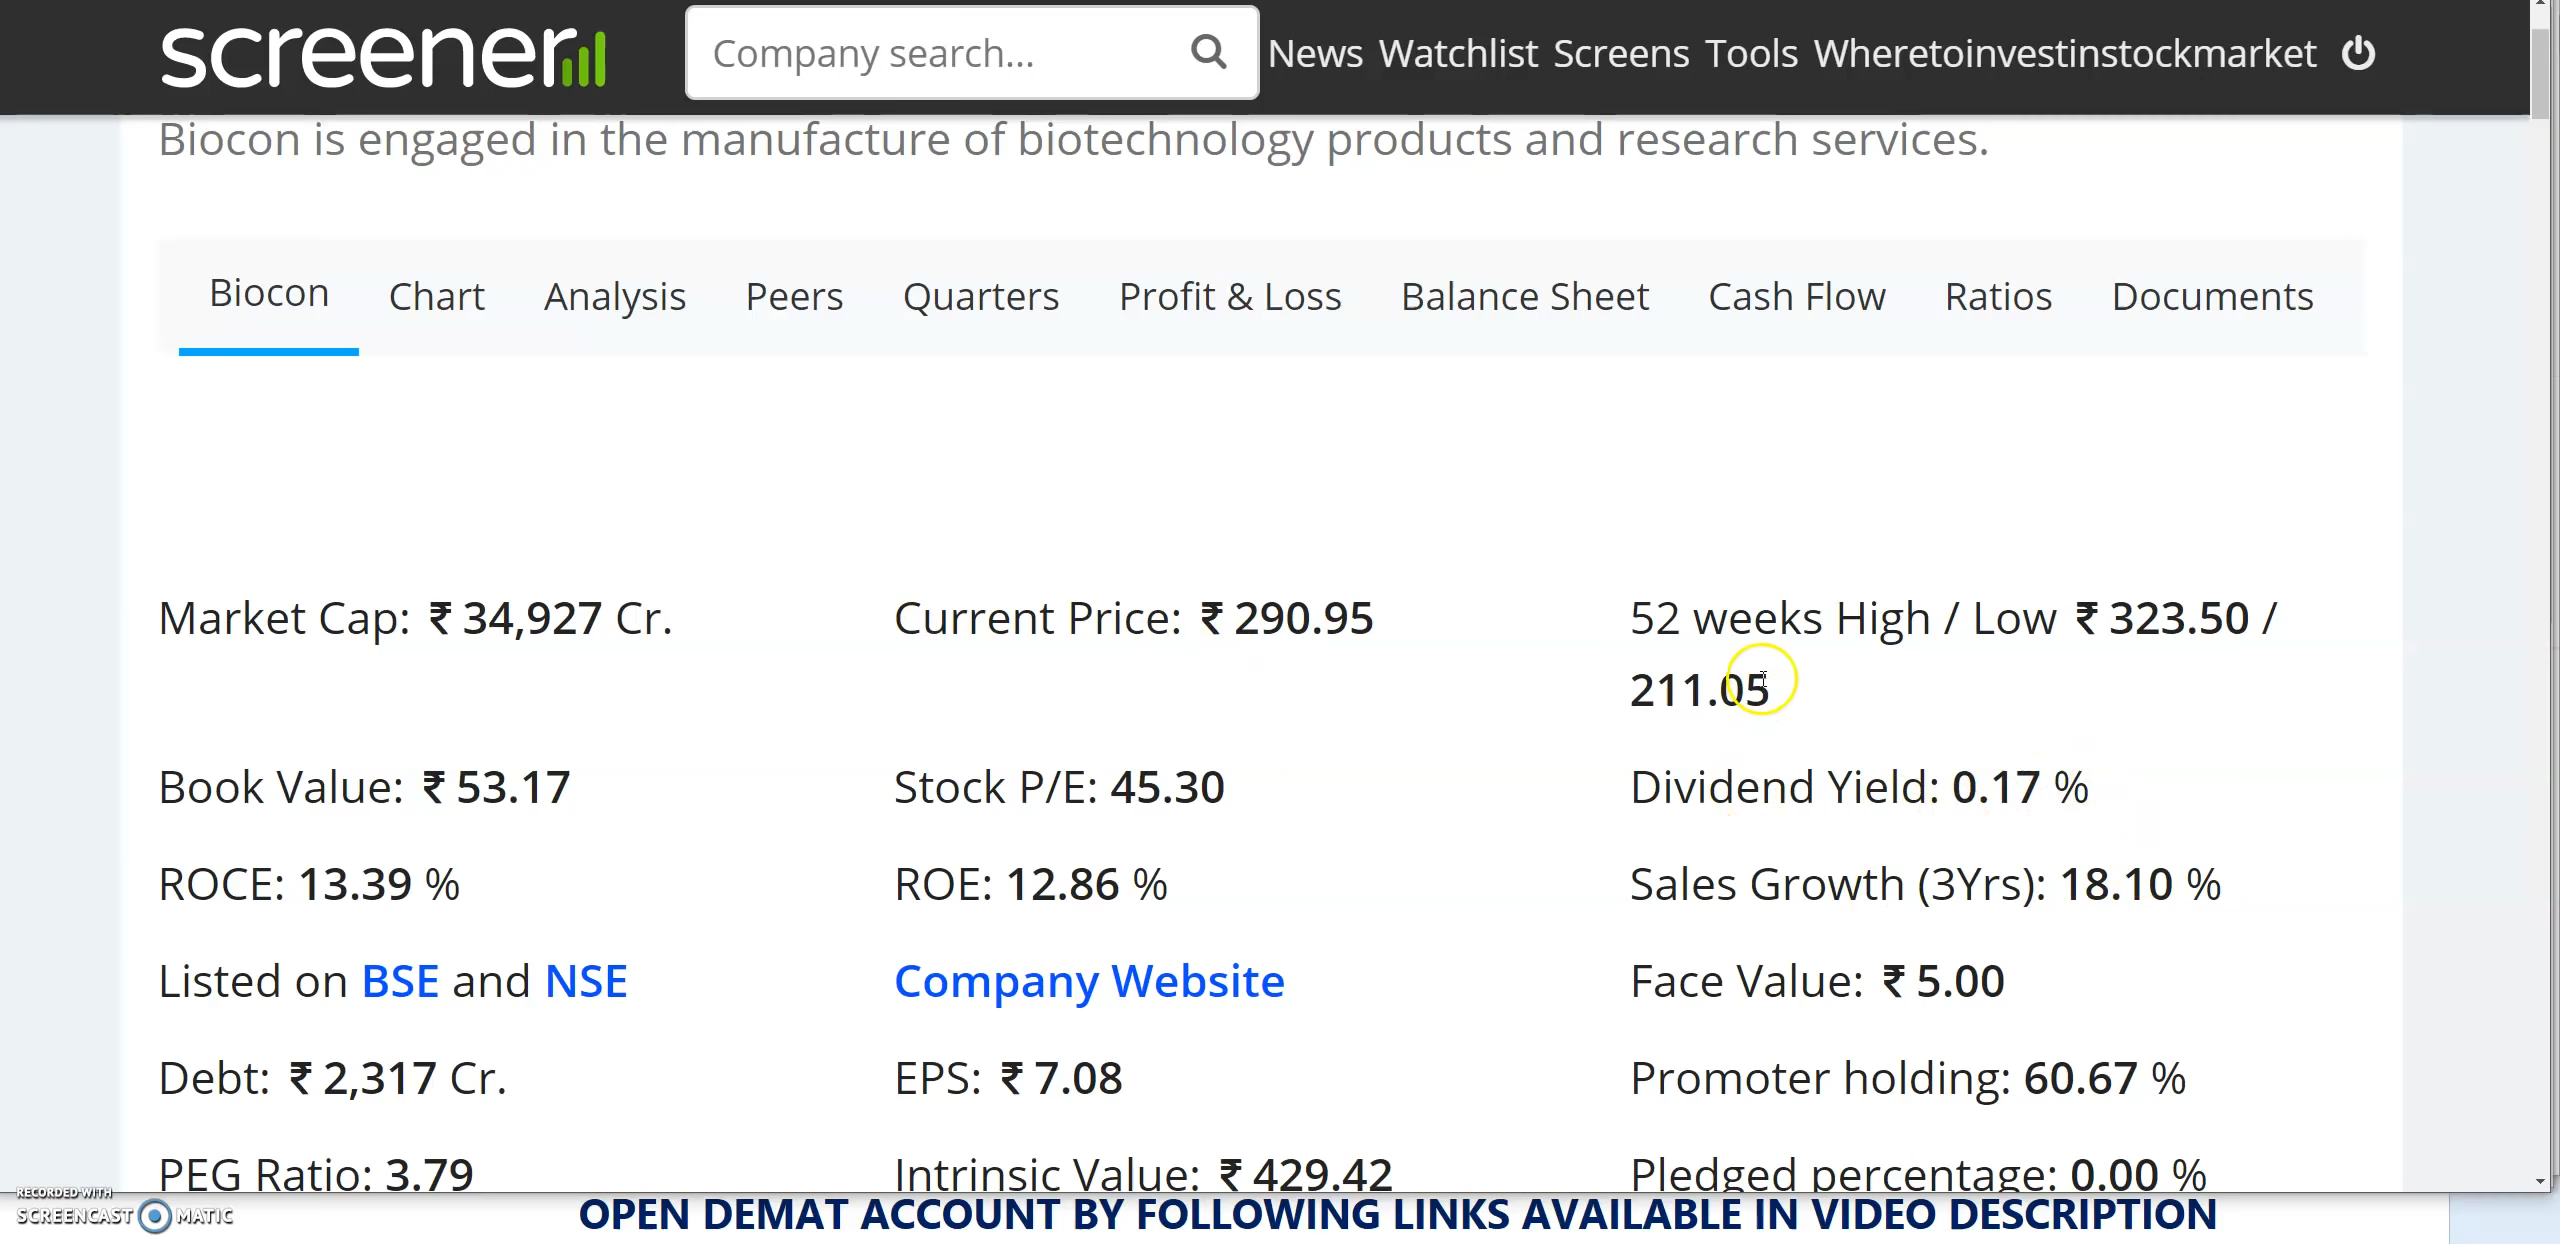 screener Company search... News Watchlist Screens Tools Wheretoinvestinstockmarket
Biocon is engaged in the manufacture of biotechnology products and research services.
Biocon Chart Analysis Peers Quarters Profit & Loss Balance Sheet Cash Flow Ratios Documents
Market Cap: ₹ 34,927 Cr. Current Price: ₹ 290.95 52 weeks High / Low ₹ 323.50 /
211.05
Book Value: ₹ 53.17 Stock P/E: 45.30 Dividend Yield: 0.17 %
ROCE: 13.39 % ROE: 12.86 % Sales Growth (3Yrs): 18.10 %
Listed on BSE and NSE Company Website Face Value: ₹ 5.00
Debt: ₹ 2,317 Cr. EPS: ₹ 7.08 Promoter holding: 60.67 %
PEG Ratio: 3.79 Intrinsic Value: ₹ 429.42 Pledged percentage: 0.00 %
RECORDED WITH
SCREENCAST MATIC OPEN DEMAT ACCOUNT BY FOLLOWING LINKS AVAILABLE IN VIDEO DESCRIPTION